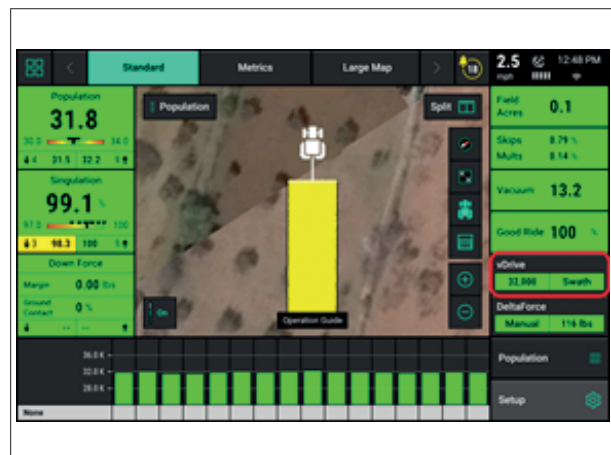 Standard
Metrics
Large Map
18
2.5
mph
12:48 PM
Population
31.8
30.0
34.0
4
31.5
32.2
1
Singulation
99.1 %
97.0
100
3
98.3
100
Down Force
Margin
0.00 lbs
Ground
Contact
0 %
-- --
Population
Split
On
Operation Guide
Field
Acres
0.1
Skips
0.79 %
Mults
0.14 %
Vacuum
13.2
Good Ride
100 %
vDrive
32,000
Swath
DeltaForce
Manual
116 lbs
Population
Setup
36.0 K
32.0 K
28.0 K
None